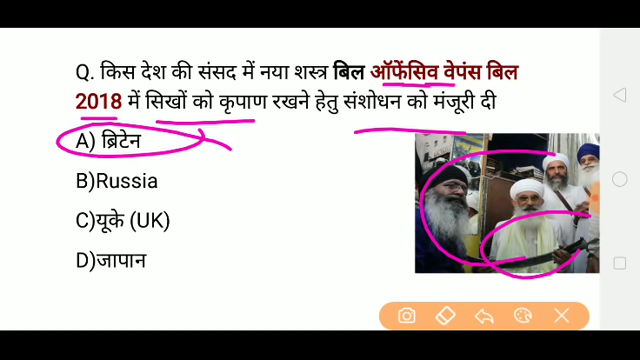 Q. किस देश की संसद में नया शस्त्र बिल ऑफेंसिव वेपंस बिल
2018 में सिखों को कृपाण रखने हेतु संशोधन को मंजूरी दी
A) ब्रिटेन
B)Russia
C)यूके (UK)
D)जापान